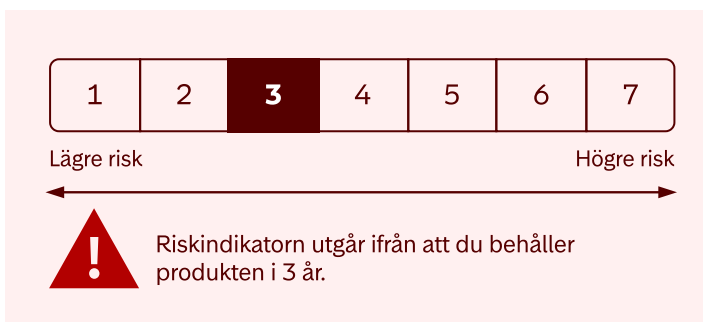 1 2 3 4 5 6 7
Lägre risk Högre risk
!
Riskindikatorn utgår ifrån att du behåller
produkten i 3 år.